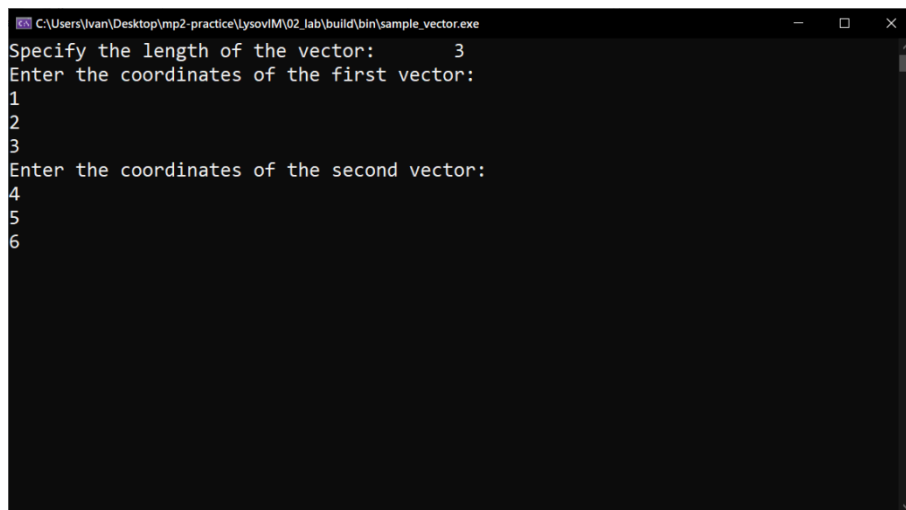 C:\Users\Ivan\Desktop\mp2-practice\LysovIM\02_lab\build\bin\sample_vector.exe
Specify the length of the vector: 3
Enter the coordinates of the first vector:
1
2
3
Enter the coordinates of the second vector:
4
5
6